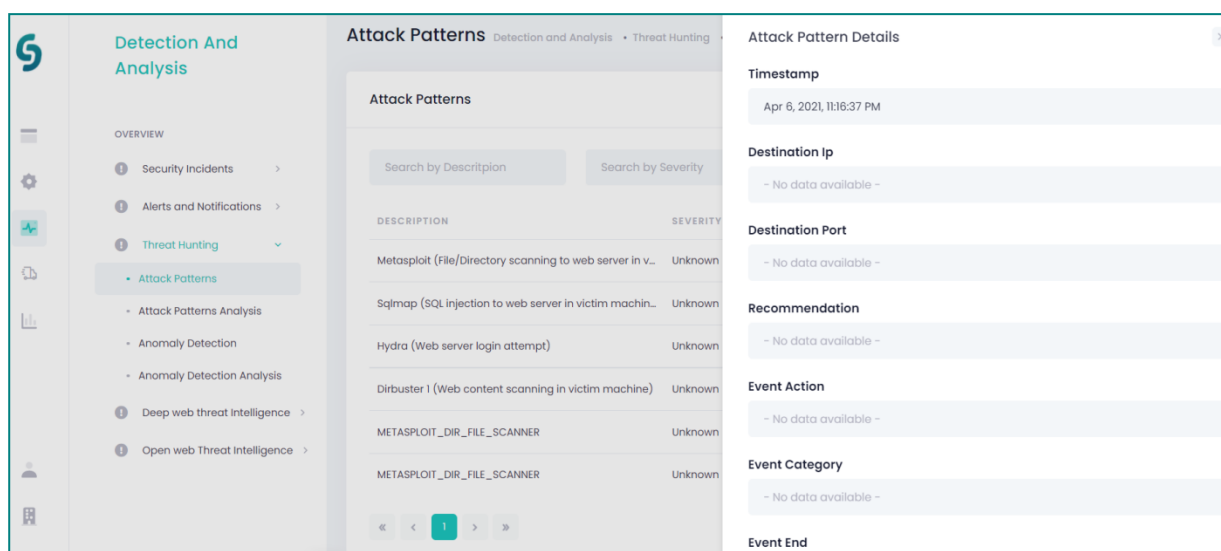 Detection And
Analysis
OVERVIEW
Security Incidents
Alerts and Notifications
Threat Hunting
Attack Patterns
Attack Patterns Analysis
Anomaly Detection
Anomaly Detection Analysis
Deep web threat Intelligence
Open web Threat Intelligence
Attack Patterns Detection and Analysis • Threat Hunting •
Attack Patterns
Search by Descritpion Search by Severity
DESCRIPTION SEVERITY
Metasploit (File/Directory scanning to web server in v... Unknown
Sqlmap (SQL injection to web server in victim machin... Unknown
Hydra (Web server login attempt) Unknown
Dirbuster 1 (Web content scanning in victim machine) Unknown
METASPLOIT_DIR_FILE_SCANNER Unknown
METASPLOIT_DIR_FILE_SCANNER Unknown
« < 1 > »
Attack Pattern Details
Timestamp
Apr 6, 2021, 11:16:37 PM
Destination Ip
- No data available -
Destination Port
- No data available -
Recommendation
- No data available -
Event Action
- No data available -
Event Category
- No data available -
Event End